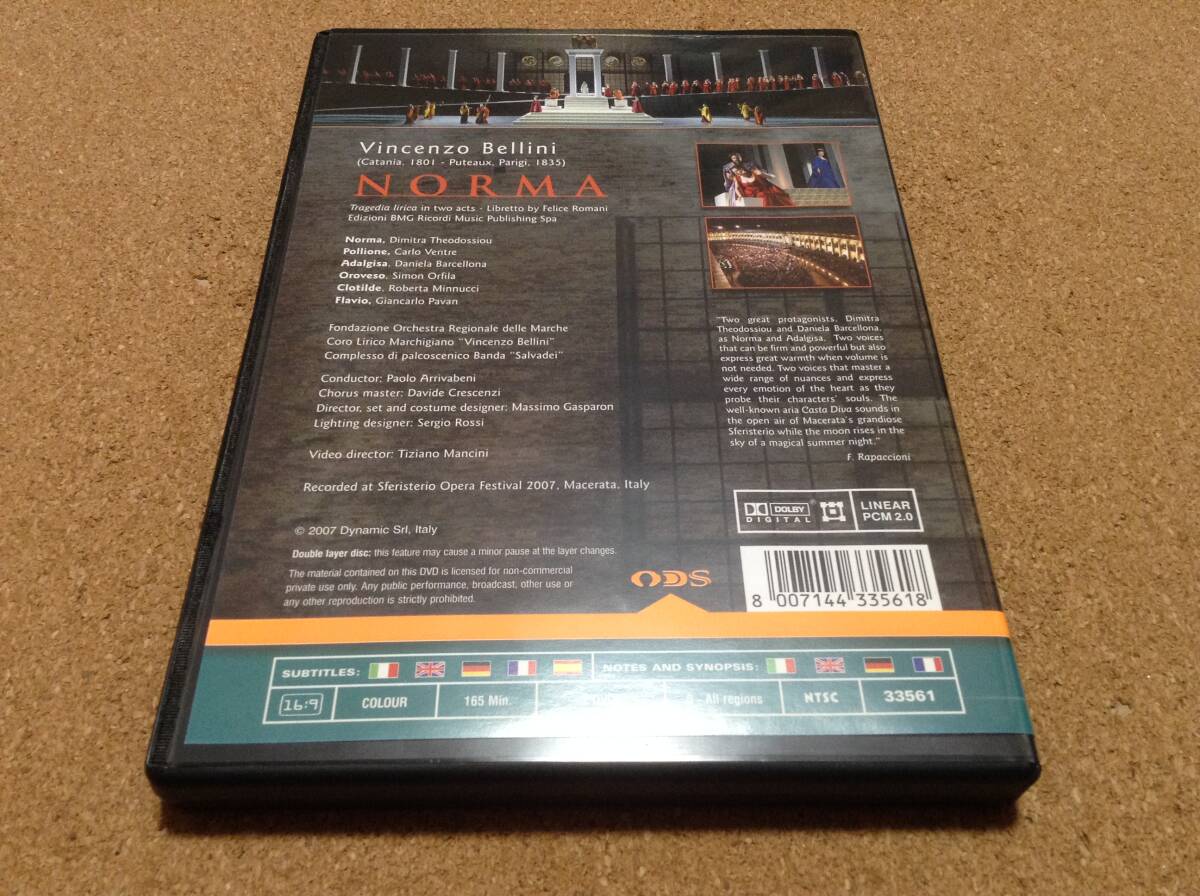 Vincenzo Bellini
(Catania, 1801 - Puteaux, Parigi, 1835)
NORMA
Tragedia lirica in two acts - Libretto by Felice Romani
Edizioni BMG Ricordi Music Publishing Spa
Norma, Dimitra Theodossiou
Pollione, Carlo Ventre
Adalgisa, Daniela Barcellona
Oroveso, Simon Orfila
Clotilde, Roberta Minnucci
Flavio, Giancarlo Pavan
Fondazione Orchestra Regionale delle Marche
Coro Lirico Marchigiano "Vincenzo Bellini"
Complesso di palcoscenico Banda "Salvadei"
Conductor: Paolo Arrivabeni
Chorus master: Davide Crescenzi
Director, set and costume designer: Massimo Gasparon
Lighting designer: Sergio Rossi
Video director: Tiziano Mancini
Recorded at Sferisterio Opera Festival 2007, Macerata, Italy
© 2007 Dynamic Srl, Italy
Double layer disc: this feature may cause a minor pause at the layer changes.
The material contained on this DVD is licensed for non-commercial
private use only. Any public performance, broadcast, other use or
any other reproduction is strictly prohibited.
"Two great protagonists, Dimitra
Theodossiou and Daniela Barcellona,
as Norma and Adalgisa. Two voices
that can be firm and powerful but also
express great warmth when volume is
not needed. Two voices that master a
wide range of nuances and express
every emotion of the heart as they
probe their characters' souls. The
well-known aria Casta Diva sounds in
the open air of Macerata's grandiose
Sferisterio while the moon rises in the
sky of a magical summer night."
F. Rapaccioni
DOLBY
DIGITAL
LINEAR
PCM 2.0
ODS
8 007144 335618
SUBTITLES:
NOTES AND SYNOPSIS:
16:9 COLOUR 165 Min. - All regions NTSC 33561